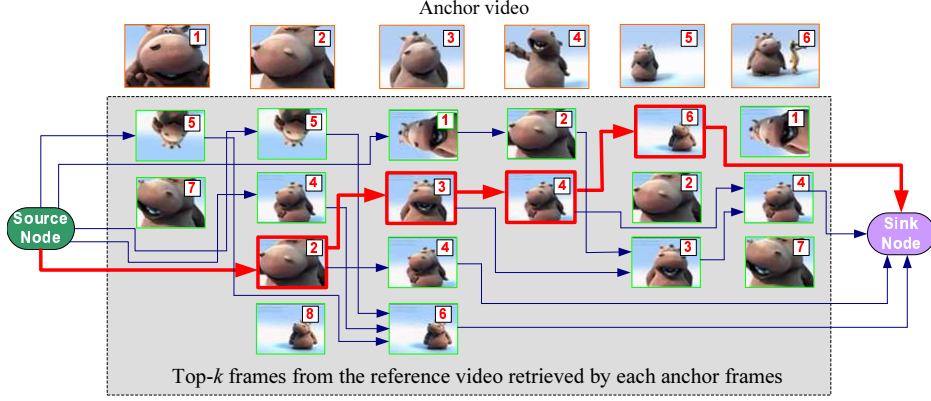 Anchor video
1 2 3 4 5 6
5 5 1 2 6 1
7 4 3 4 2 4
Source
Node
Sink
Node
2 4 3 7
8 6
Top-k frames from the reference video retrieved by each anchor frames